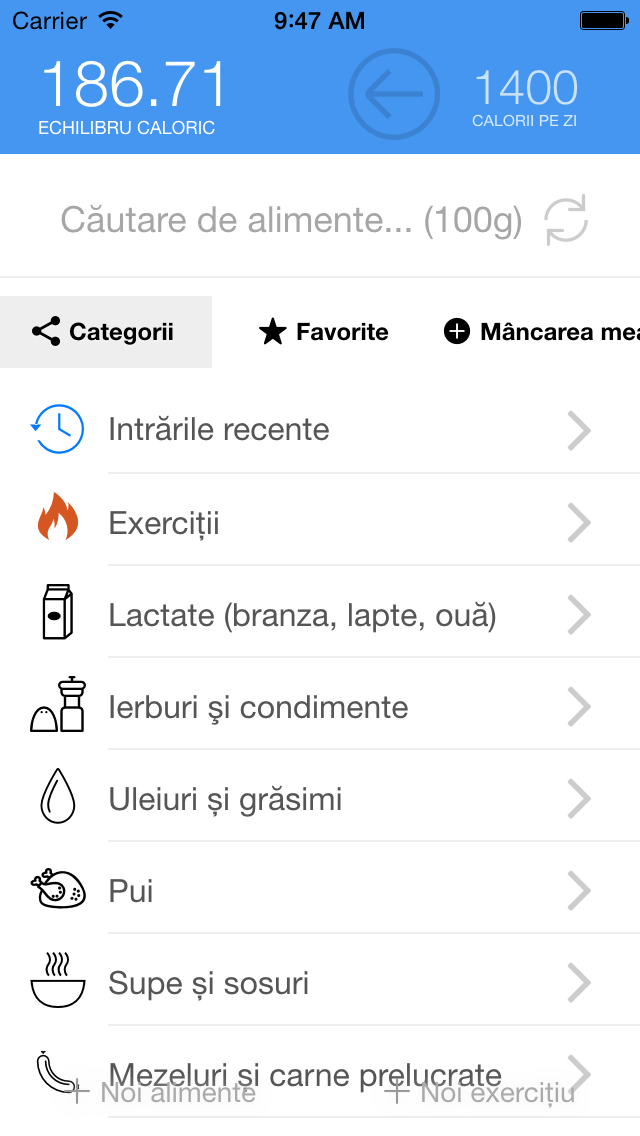 Carrier 9:47 AM
186.71 1400
ECHILIBRU CALORIC CALORII PE ZI
Căutare de alimente... (100g)
Categorii Favorite Mâncarea mea
Intrările recente
Exerciții
Lactate (branza, lapte, ouă)
Ierburi şi condimente
Uleiuri și grăsimi
Pui
Supe și sosuri
Mezeluri si carne prelucrate
+ Noi alimente + Noi exercițiu